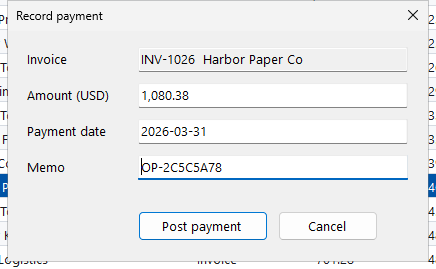 Record payment
Invoice INV-1026 Harbor Paper Co
Amount (USD) 1,080.38
Payment date 2026-03-31
Memo OP-2C5C5A78
Post payment Cancel